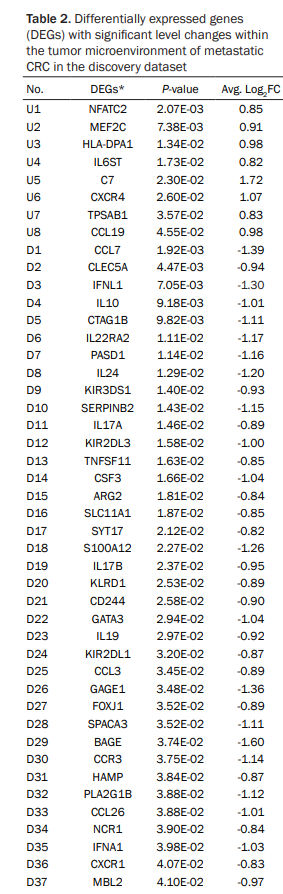 Table 2. Differentially expressed genes
(DEGs) with significant level changes within
the tumor microenvironment of metastatic
CRC in the discovery dataset
No. DEGs* P-value Avg. Log2FC
U1 NFATC2 2.07E-03 0.85
U2 MEF2C 7.38E-03 0.91
U3 HLA-DPA1 1.34E-02 0.98
U4 IL6ST 1.73E-02 0.82
U5 C7 2.30E-02 1.72
U6 CXCR4 2.60E-02 1.07
U7 TPSAB1 3.57E-02 0.83
U8 CCL19 4.55E-02 0.98
D1 CCL7 1.92E-03 -1.39
D2 CLEC5A 4.47E-03 -0.94
D3 IFNL1 7.05E-03 -1.30
D4 IL10 9.18E-03 -1.01
D5 CTAG1B 9.82E-03 -1.11
D6 IL22RA2 1.11E-02 -1.17
D7 PASD1 1.14E-02 -1.16
D8 IL24 1.29E-02 -1.20
D9 KIR3DS1 1.40E-02 -0.93
D10 SERPINB2 1.43E-02 -1.15
D11 IL17A 1.46E-02 -0.89
D12 KIR2DL3 1.58E-02 -1.00
D13 TNFSF11 1.63E-02 -0.85
D14 CSF3 1.66E-02 -1.04
D15 ARG2 1.81E-02 -0.84
D16 SLC11A1 1.87E-02 -0.85
D17 SYT17 2.12E-02 -0.82
D18 S100A12 2.27E-02 -1.26
D19 IL17B 2.37E-02 -0.95
D20 KLRD1 2.53E-02 -0.89
D21 CD244 2.58E-02 -0.90
D22 GATA3 2.94E-02 -1.04
D23 IL19 2.97E-02 -0.92
D24 KIR2DL1 3.20E-02 -0.87
D25 CCL3 3.45E-02 -0.89
D26 GAGE1 3.48E-02 -1.36
D27 FOXJ1 3.52E-02 -0.89
D28 SPACA3 3.52E-02 -1.11
D29 BAGE 3.74E-02 -1.60
D30 CCR3 3.75E-02 -1.14
D31 HAMP 3.84E-02 -0.87
D32 PLA2G1B 3.88E-02 -1.12
D33 CCL26 3.88E-02 -1.01
D34 NCR1 3.90E-02 -0.84
D35 IFNA1 3.98E-02 -1.03
D36 CXCR1 4.07E-02 -0.83
D37 MBL2 4.10E-02 -0.97